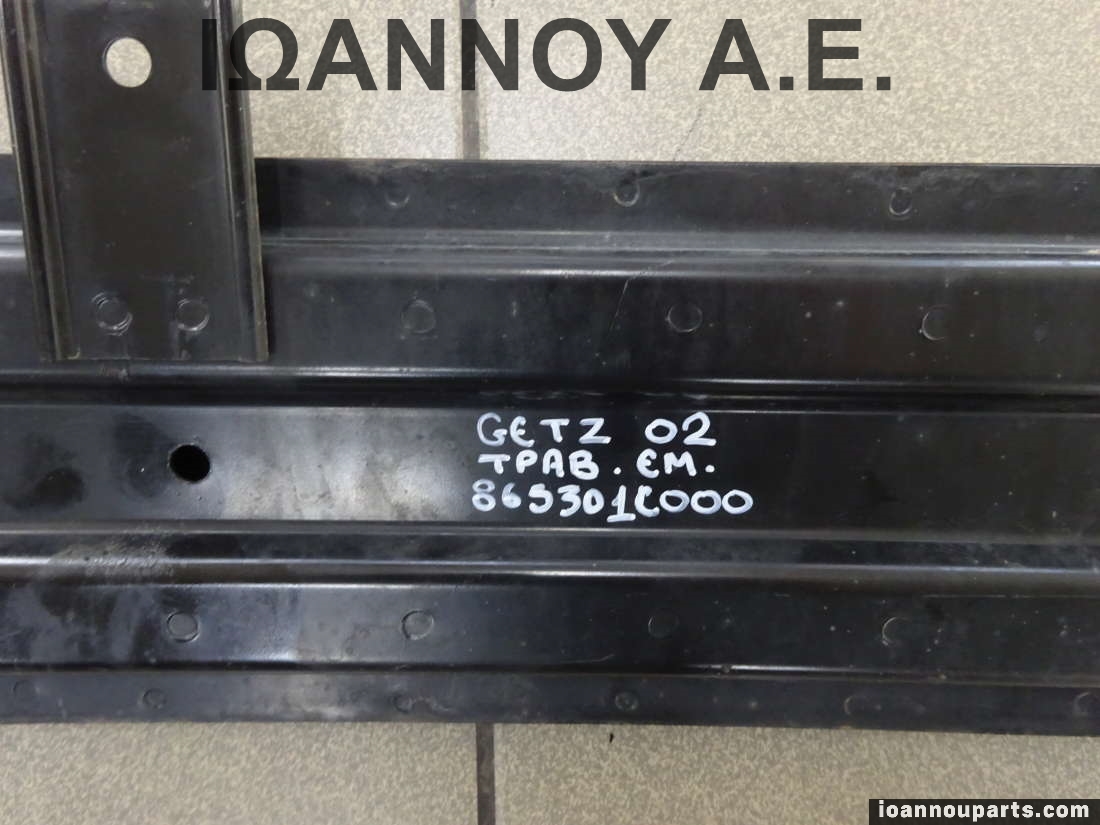 ΙΩΑΝΝΟΥ Α.Ε.
GETZ 02
ΤΡΑΒ. ΕΜ.
865301C000
ioannouparts.com